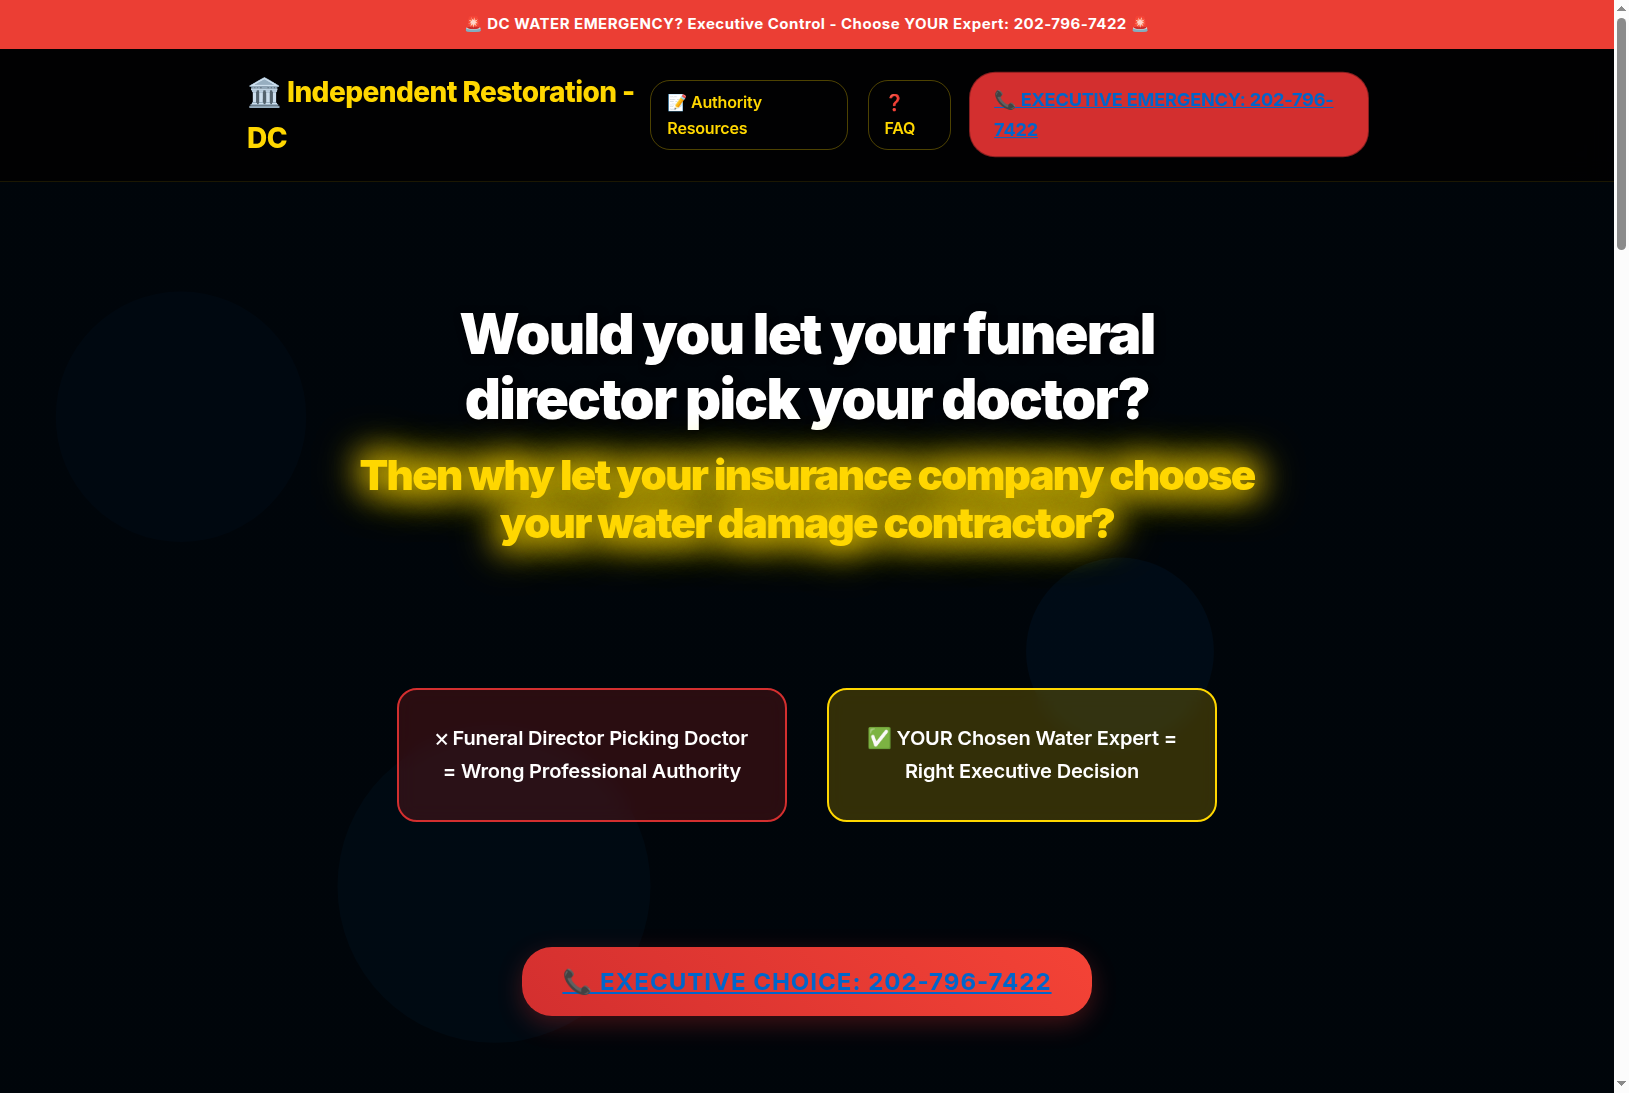 🚨 DC WATER EMERGENCY? Executive Control - Choose YOUR Expert: 202-796-7422 🚨
🏛️ Independent Restoration -
DC
📝 Authority
Resources
❓
FAQ
📞 EXECUTIVE EMERGENCY: 202-796-
7422
Would you let your funeral
director pick your doctor?
Then why let your insurance company choose
your water damage contractor?
× Funeral Director Picking Doctor
= Wrong Professional Authority
✅ YOUR Chosen Water Expert =
Right Executive Decision
📞 EXECUTIVE CHOICE: 202-796-7422